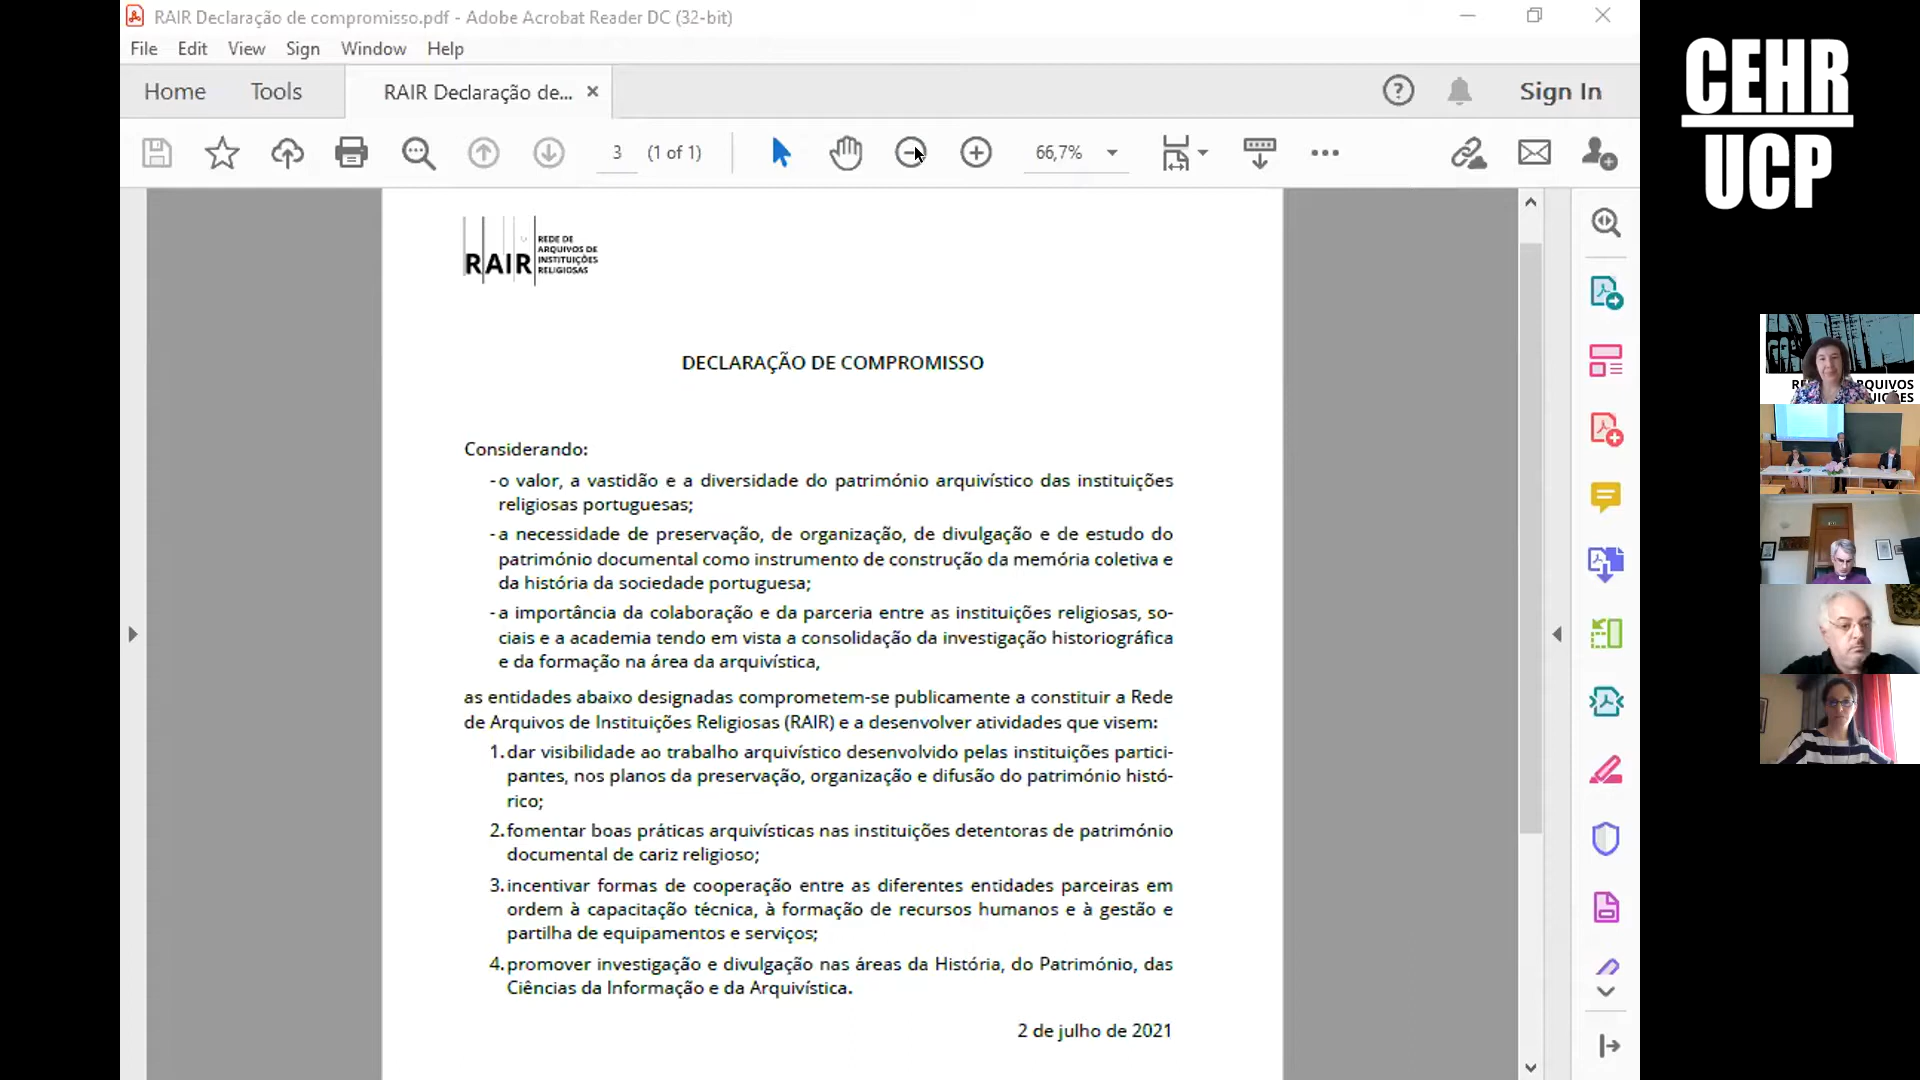 RAIR Declaração de compromisso.pdf - Adobe Acrobat Reader DC (32-bit)
File Edit View Sign Window Help
Home Tools RAIR Declaração de... Sign In
3 (1 of 1) 66,7%
CEHR
UCP
RAIR
REDE DE
ARQUIVOS DE
INSTITUIÇÕES
RELIGIOSAS
DECLARAÇÃO DE COMPROMISSO
Considerando:
- o valor, a vastidão e a diversidade do património arquivístico das instituições
religiosas portuguesas;
- a necessidade de preservação, de organização, de divulgação e de estudo do
património documental como instrumento de construção da memória coletiva e
da história da sociedade portuguesa;
- a importância da colaboração e da parceria entre as instituições religiosas, so-
ciais e a academia tendo em vista a consolidação da investigação historiográfica
e da formação na área da arquivística,
as entidades abaixo designadas comprometem-se publicamente a constituir a Rede
de Arquivos de Instituições Religiosas (RAIR) e a desenvolver atividades que visem:
1. dar visibilidade ao trabalho arquivístico desenvolvido pelas instituições partici-
pantes, nos planos da preservação, organização e difusão do património histó-
rico;
2. fomentar boas práticas arquivísticas nas instituições detentoras de património
documental de cariz religioso;
3. incentivar formas de cooperação entre as diferentes entidades parceiras em
ordem à capacitação técnica, à formação de recursos humanos e à gestão e
partilha de equipamentos e serviços;
4. promover investigação e divulgação nas áreas da História, do Património, das
Ciências da Informação e da Arquivística.
2 de julho de 2021